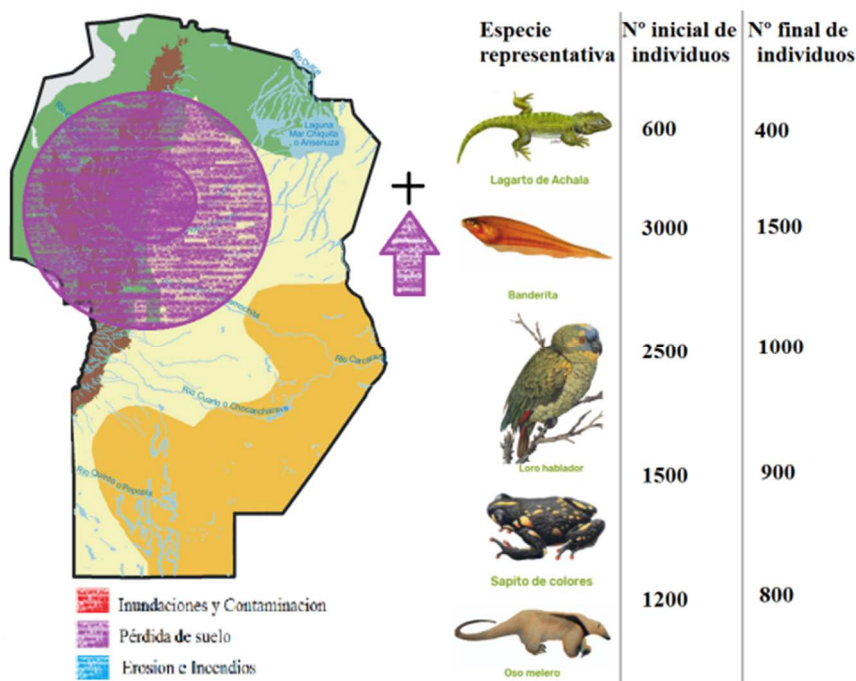 Especie representativa
Nº inicial de individuos
Nº final de individuos
Río Dulce
Laguna
Mar Chiquita
o Ansenuza
Lagarto de Achala
600
400
+
Banderita
3000
1500
Loro hablador
2500
1000
Sapito de colores
1500
900
Oso melero
1200
800
Río Cuarto o Chocancharava
Río Quinto o Popopis
Inundaciones y Contaminacion
Pérdida de suelo
Erosion e Incendios